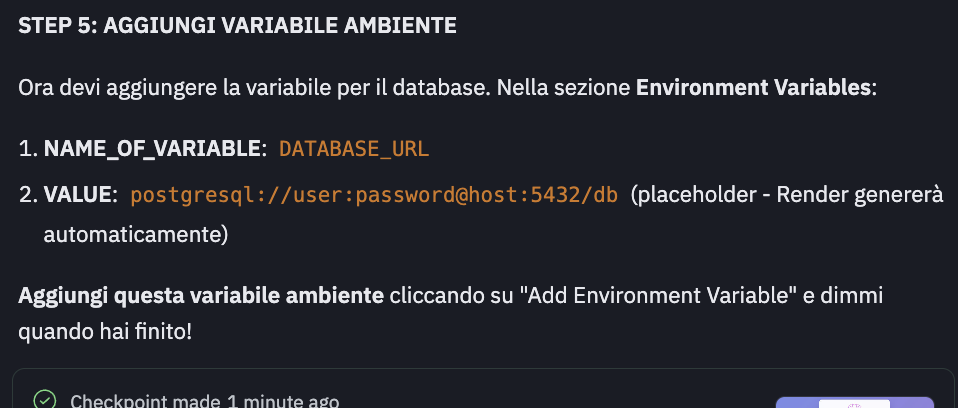 STEP 5: AGGIUNGI VARIABILE AMBIENTE
Ora devi aggiungere la variabile per il database. Nella sezione Environment Variables:
1. NAME_OF_VARIABLE: DATABASE_URL
2. VALUE: postgresql://user:password@host:5432/db (placeholder - Render genererà
automaticamente)
Aggiungi questa variabile ambiente cliccando su "Add Environment Variable" e dimmi
quando hai finito!
Checkpoint made 1 minute ago